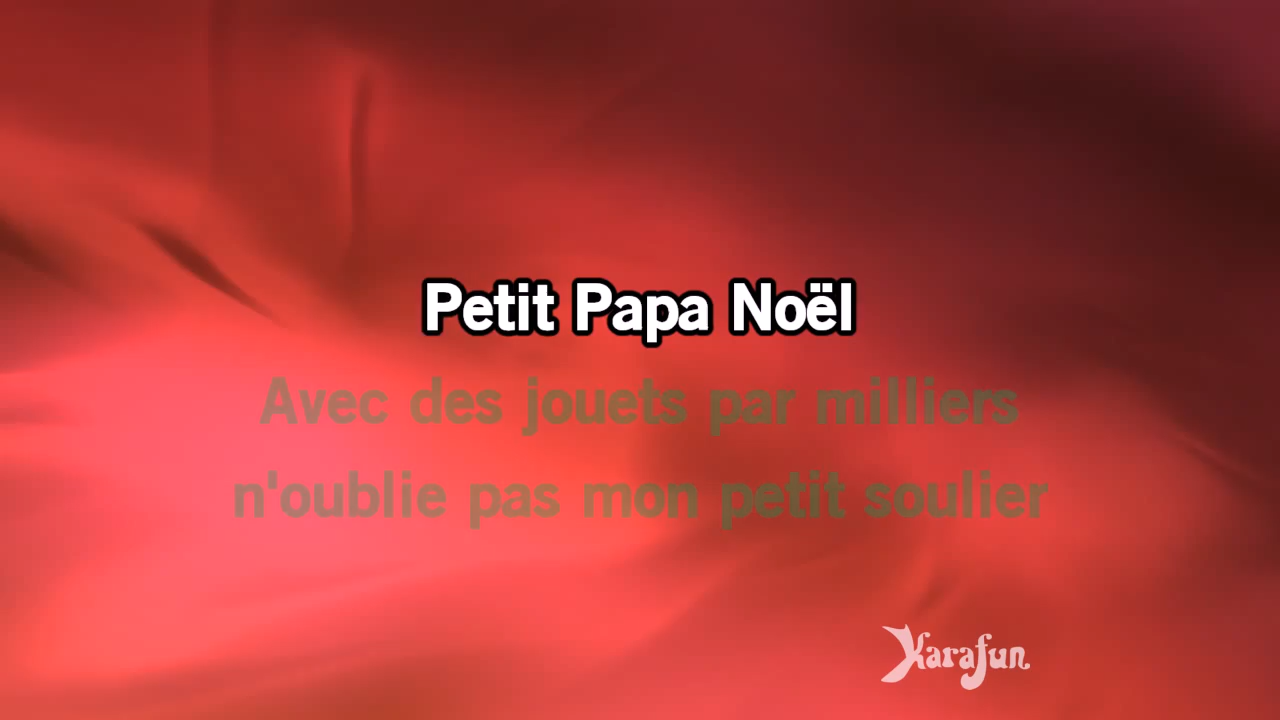 Petit Papa Noël
Avec des jouets par milliers
n'oublie pas mon petit soulier
Karafun